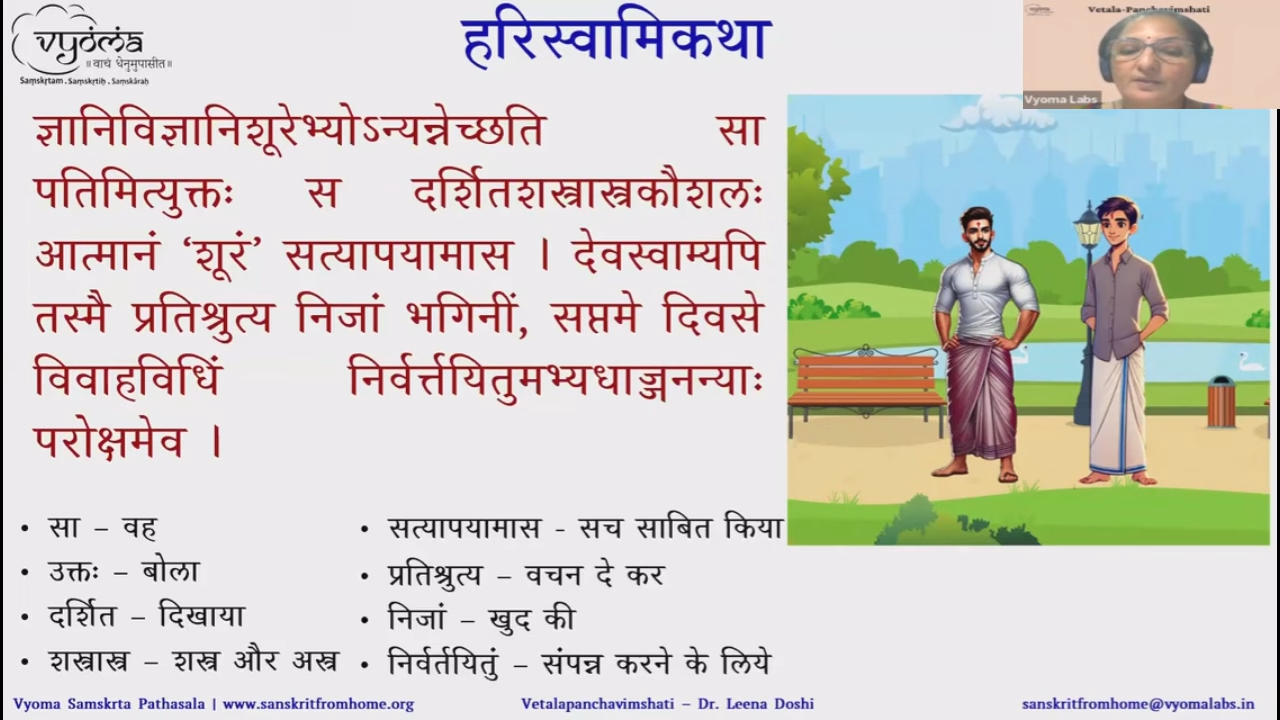 vyoma
॥ वाचं धेनुमुपासीत॥
Saṃskṛtam . Saṃskṛtiḥ . Saṃskāraḥ
हरिस्वामिकथा
Vetala-Panchavimshati
Vyoma Labs
ज्ञानिविज्ञानिशूरेभ्योऽन्यन्नेच्छति सा
पतिमित्युक्तः स दर्शितशस्त्रास्त्रकौशलः
आत्मानं ‘शूरं’ सत्यापयामास । देवस्वाम्यपि
तस्मै प्रतिश्रुत्य निजां भगिनीं, सप्तमे दिवसे
विवाहविधिं निर्वर्त्तयितुमभ्यधाज्जनन्याः
परोक्षमेव ।
• सा – वह
• उक्तः – बोला
• दर्शित – दिखाया
• शस्त्रास्त्र – शस्त्र और अस्त्र
• सत्यापयामास - सच साबित किया
• प्रतिश्रुत्य – वचन दे कर
• निजां – खुद की
• निर्वर्तयितुं – संपन्न करने के लिये
Vyoma Samskrta Pathasala | www.sanskritfromhome.org
Vetalapanchavimshati – Dr. Leena Doshi
sanskritfromhome@vyomalabs.in